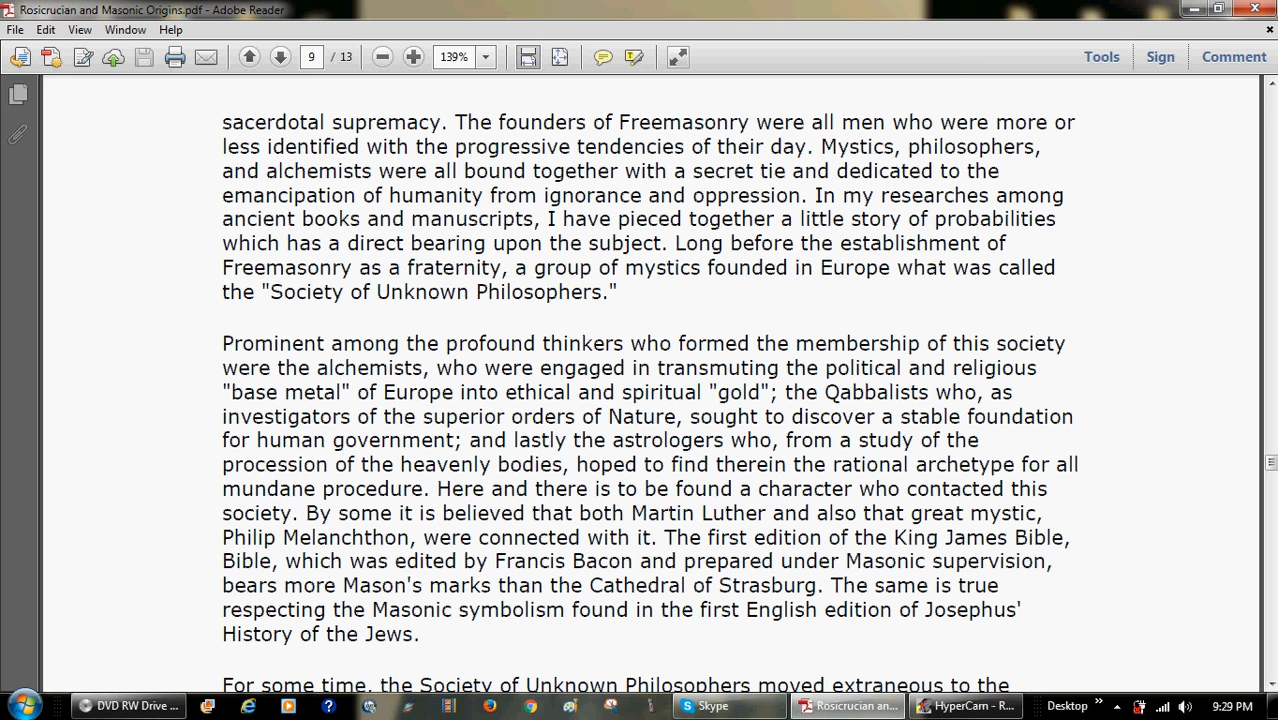 Rosicrucian and Masonic Origins.pdf - Adobe Reader
File Edit View Window Help
9 / 13 139% Tools Sign Comment
sacerdotal supremacy. The founders of Freemasonry were all men who were more or
less identified with the progressive tendencies of their day. Mystics, philosophers,
and alchemists were all bound together with a secret tie and dedicated to the
emancipation of humanity from ignorance and oppression. In my researches among
ancient books and manuscripts, I have pieced together a little story of probabilities
which has a direct bearing upon the subject. Long before the establishment of
Freemasonry as a fraternity, a group of mystics founded in Europe what was called
the "Society of Unknown Philosophers."
Prominent among the profound thinkers who formed the membership of this society
were the alchemists, who were engaged in transmuting the political and religious
"base metal" of Europe into ethical and spiritual "gold"; the Qabbalists who, as
investigators of the superior orders of Nature, sought to discover a stable foundation
for human government; and lastly the astrologers who, from a study of the
procession of the heavenly bodies, hoped to find therein the rational archetype for all
mundane procedure. Here and there is to be found a character who contacted this
society. By some it is believed that both Martin Luther and also that great mystic,
Philip Melanchthon, were connected with it. The first edition of the King James Bible,
Bible, which was edited by Francis Bacon and prepared under Masonic supervision,
bears more Mason's marks than the Cathedral of Strasburg. The same is true
respecting the Masonic symbolism found in the first English edition of Josephus'
History of the Jews.
For some time, the Society of Unknown Philosophers moved extraneous to the
DVD RW Drive ... Skype Rosicrucian an... HyperCam - R... Desktop » 9:29 PM